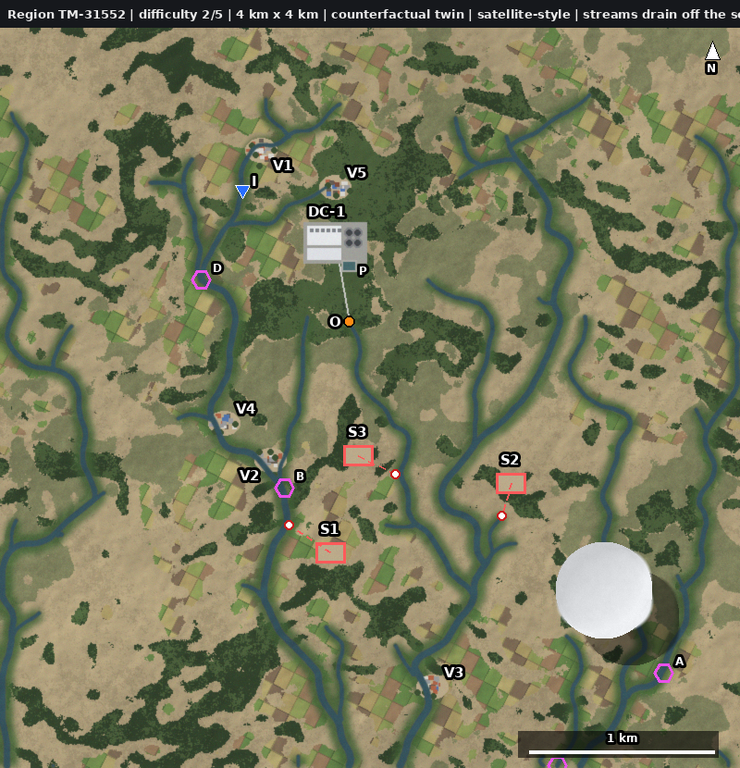 Region TM-31552 | difficulty 2/5 | 4 km x 4 km | counterfactual twin | satellite-style | streams drain off the
N
V1
I
V5
DC-1
D
P
O
V4
S3
V2
B
S2
S1
A
V3
1 km